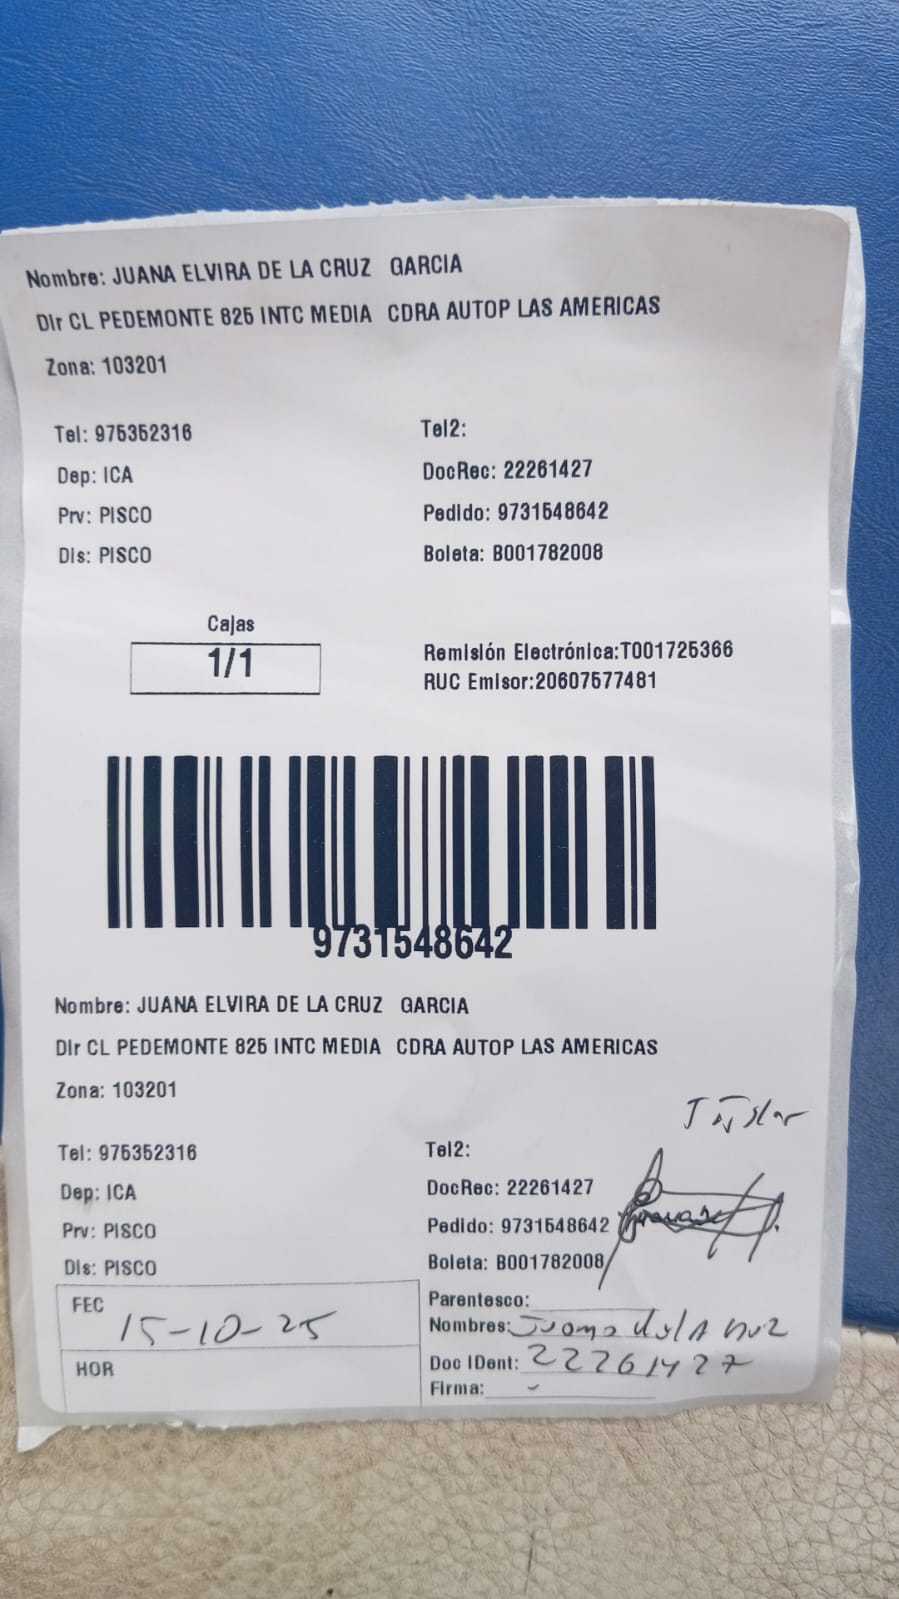 Nombre: JUANA ELVIRA DE LA CRUZ GARCIA
Dir CL PEDEMONTE 825 INTC MEDIA CDRA AUTOP LAS AMERICAS
Zona: 103201
Tel: 975352316 Tel2:
Dep: ICA DocRec: 22261427
Prv: PISCO Pedido: 9731548642
Dis: PISCO Boleta: B001782008
Cajas
1/1
Remisión Electrónica:T001725366
RUC Emisor:20607577481
9731548642
Nombre: JUANA ELVIRA DE LA CRUZ GARCIA
Dir CL PEDEMONTE 825 INTC MEDIA CDRA AUTOP LAS AMERICAS
Zona: 103201
Tel: 975352316 Tel2:
Dep: ICA DocRec: 22261427
Prv: PISCO Pedido: 9731548642
Dis: PISCO Boleta: B001782008
FEC 15-10-25
HOR
Parentesco:
Nombres: Juana
Doc IDent: 22261427
Firma: